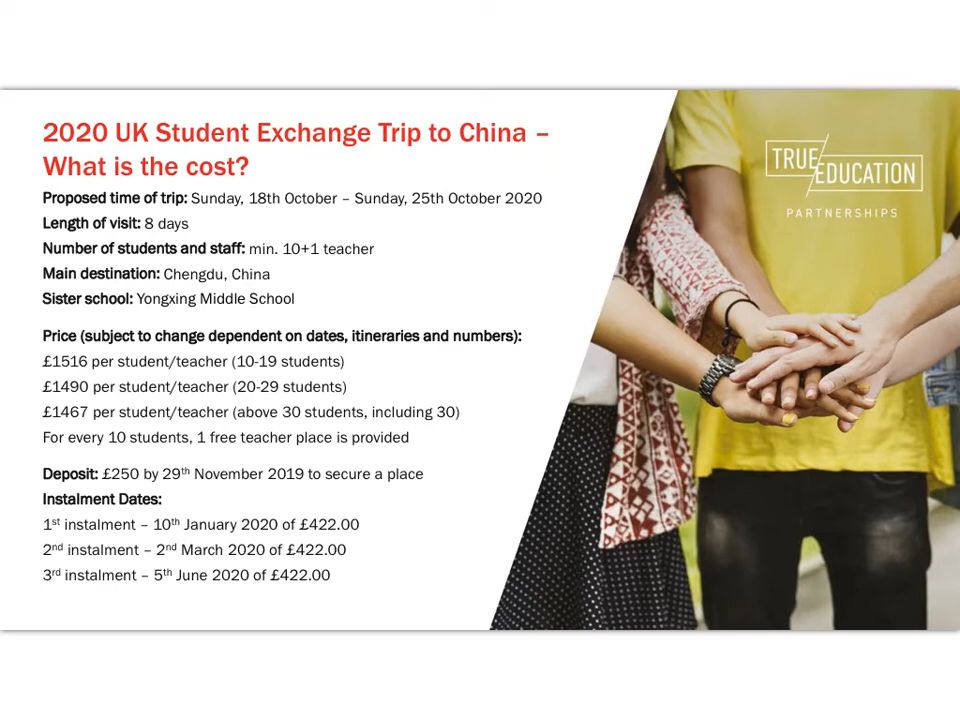 2020 UK Student Exchange Trip to China –
What is the cost?
Proposed time of trip: Sunday, 18th October – Sunday, 25th October 2020
Length of visit: 8 days
Number of students and staff: min. 10+1 teacher
Main destination: Chengdu, China
Sister school: Yongxing Middle School
Price (subject to change dependent on dates, itineraries and numbers):
£1516 per student/teacher (10-19 students)
£1490 per student/teacher (20-29 students)
£1467 per student/teacher (above 30 students, including 30)
For every 10 students, 1 free teacher place is provided
Deposit: £250 by 29th November 2019 to secure a place
Instalment Dates:
1st instalment – 10th January 2020 of £422.00
2nd instalment – 2nd March 2020 of £422.00
3rd instalment – 5th June 2020 of £422.00
TRUE
EDUCATION
PARTNERSHIPS